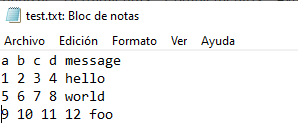 test.txt: Bloc de notas
Archivo Edición Formato Ver Ayuda
a b c d message
1 2 3 4 hello
5 6 7 8 world
9 10 11 12 foo